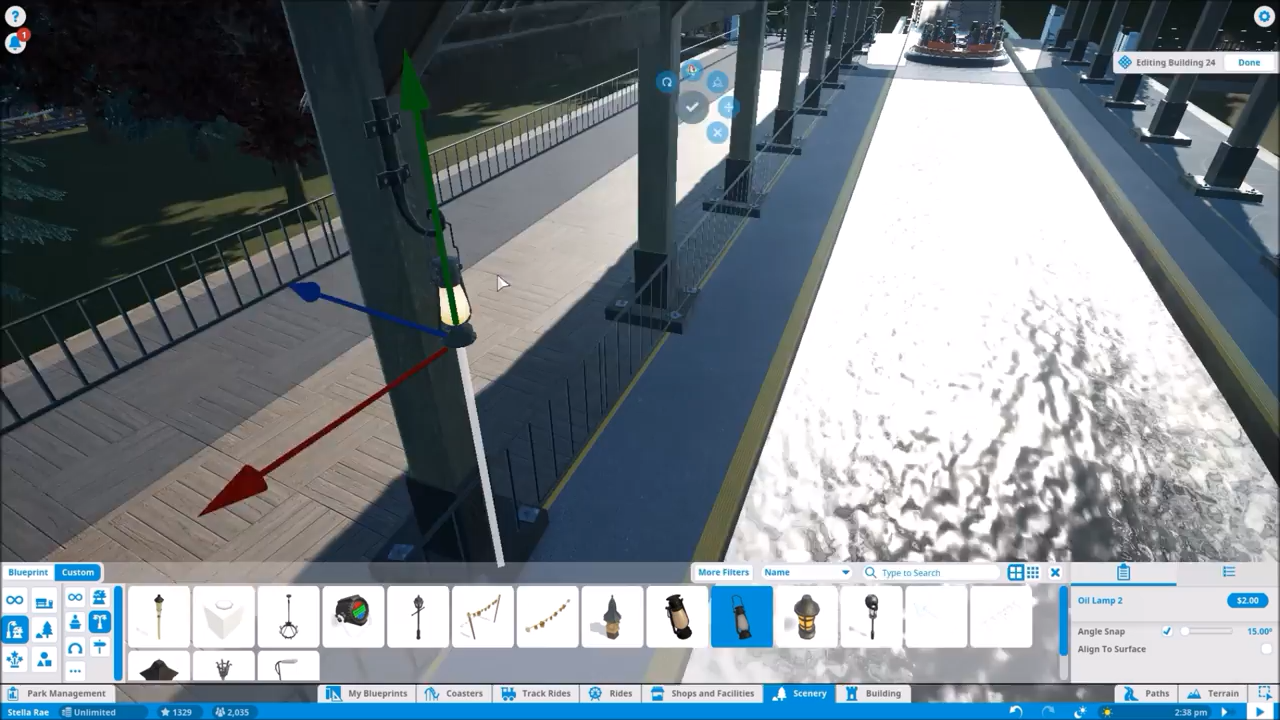 ?
1
Editing Building 24 Done
Blueprint Custom
More Filters Name Type to Search
Oil Lamp 2 $2.00
Angle Snap 15.00°
Align To Surface
Park Management My Blueprints Coasters Track Rides Rides Shops and Facilities Scenery Building Paths Terrain
Stella Rae Unlimited 1329 2,035 2:38 pm